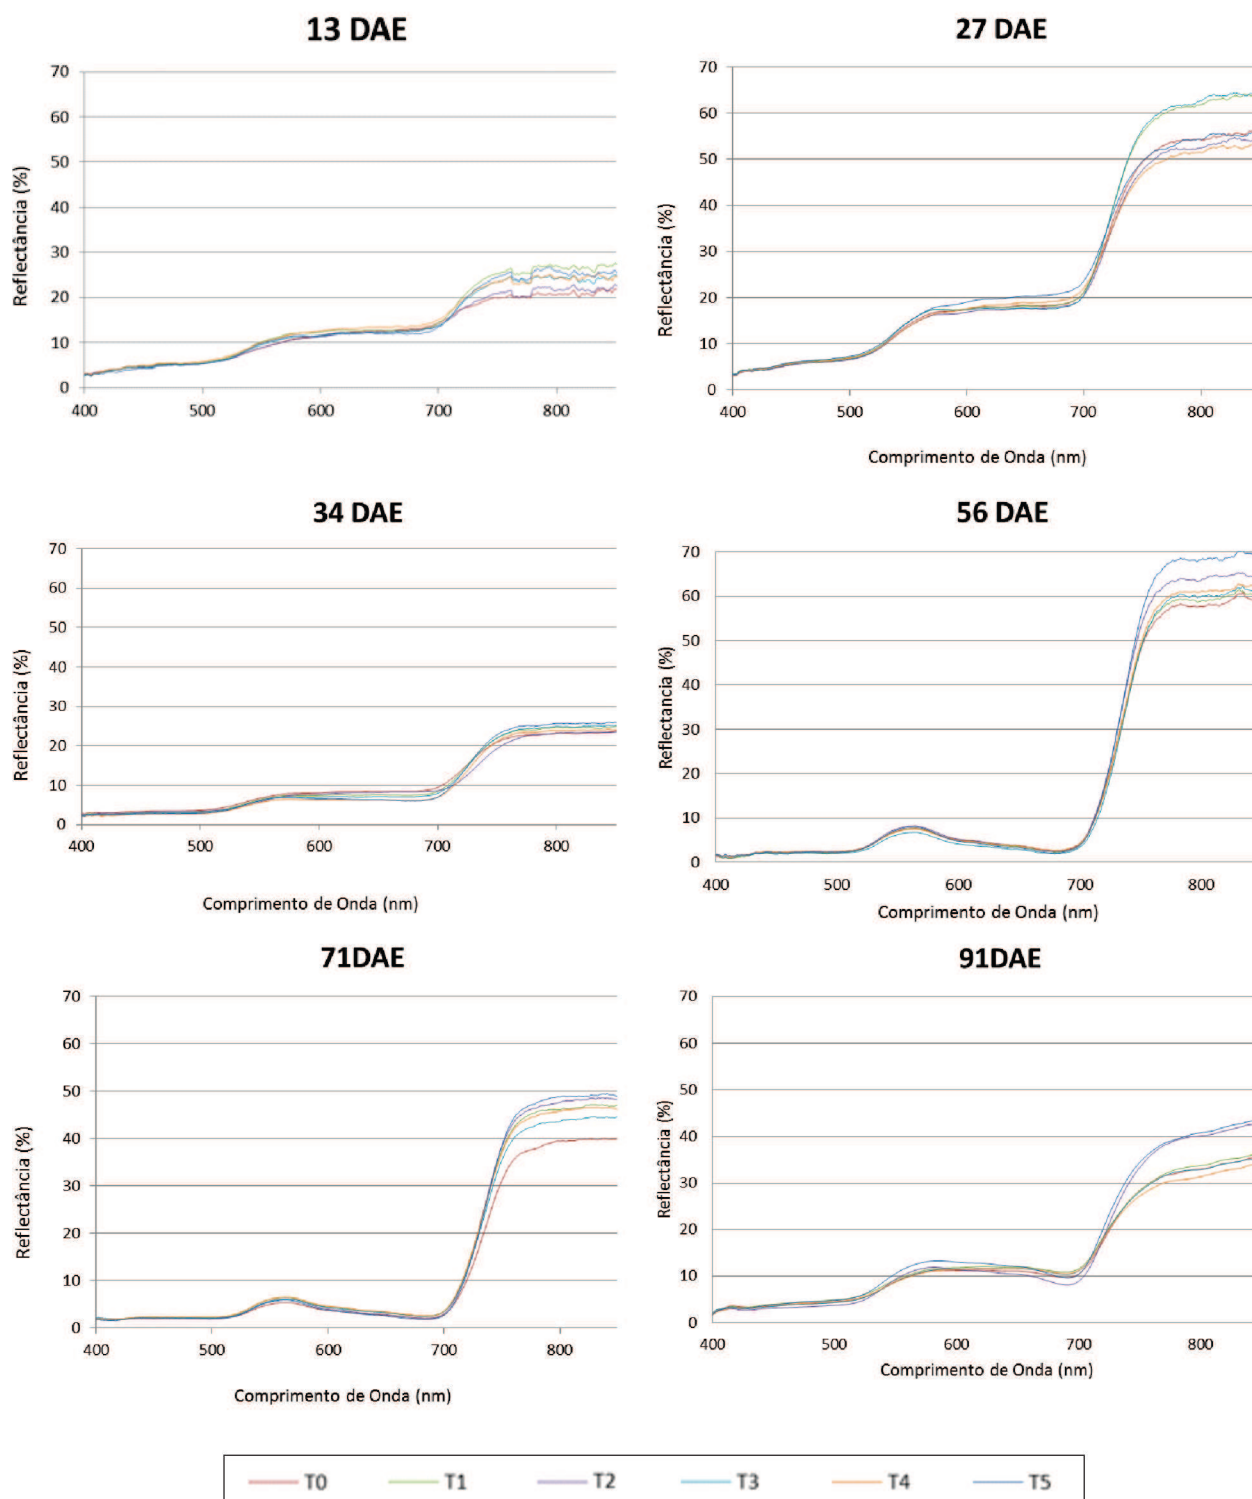 13 DAE
Reflectância (%)
70
60
50
40
30
20
10
0
400 500 600 700 800
27 DAE
Reflectância (%)
70
60
50
40
30
20
10
0
400 500 600 700 800
Comprimento de Onda (nm)
34 DAE
Reflectância (%)
70
60
50
40
30
20
10
0
400 500 600 700 800
Comprimento de Onda (nm)
56 DAE
Reflectancia (%)
70
60
50
40
30
20
10
0
400 500 600 700 800
Comprimento de Onda (nm)
71DAE
Reflectância (%)
70
60
50
40
30
20
10
0
400 500 600 700 800
Comprimento de Onda (nm)
91DAE
Reflectância (%)
70
60
50
40
30
20
10
0
400 500 600 700 800
Comprimento de Onda (nm)
T0 T1 T2 T3 T4 T5